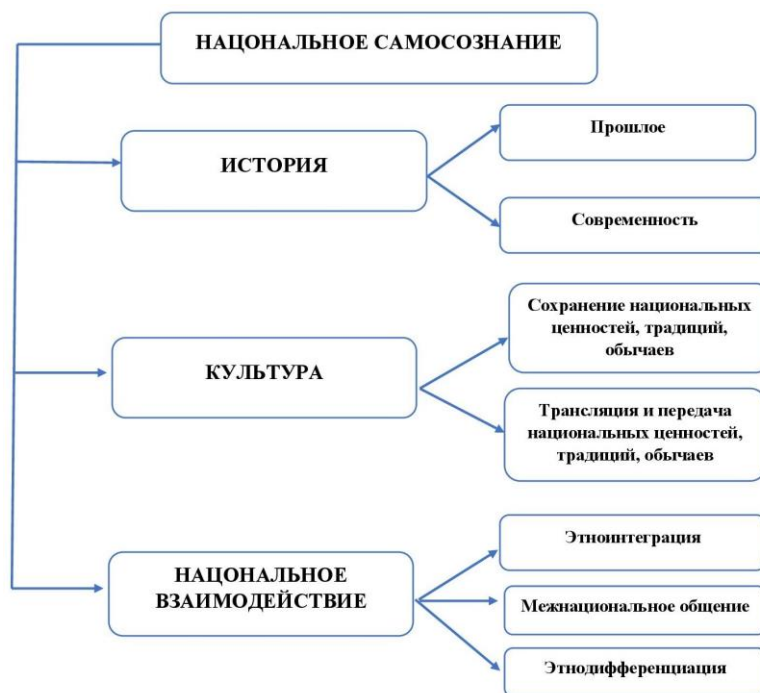 НАЦОНАЛЬНОЕ САМОСОЗНАНИЕ
ИСТОРИЯ
Прошлое
Современность
КУЛЬТУРА
Сохранение национальных
ценностей, традиций,
обычаев
Трансляция и передача
национальных ценностей,
традиций, обычаев
НАЦОНАЛЬНОЕ
ВЗАИМОДЕЙСТВИЕ
Этноинтеграция
Межнациональное общение
Этнодифференциация